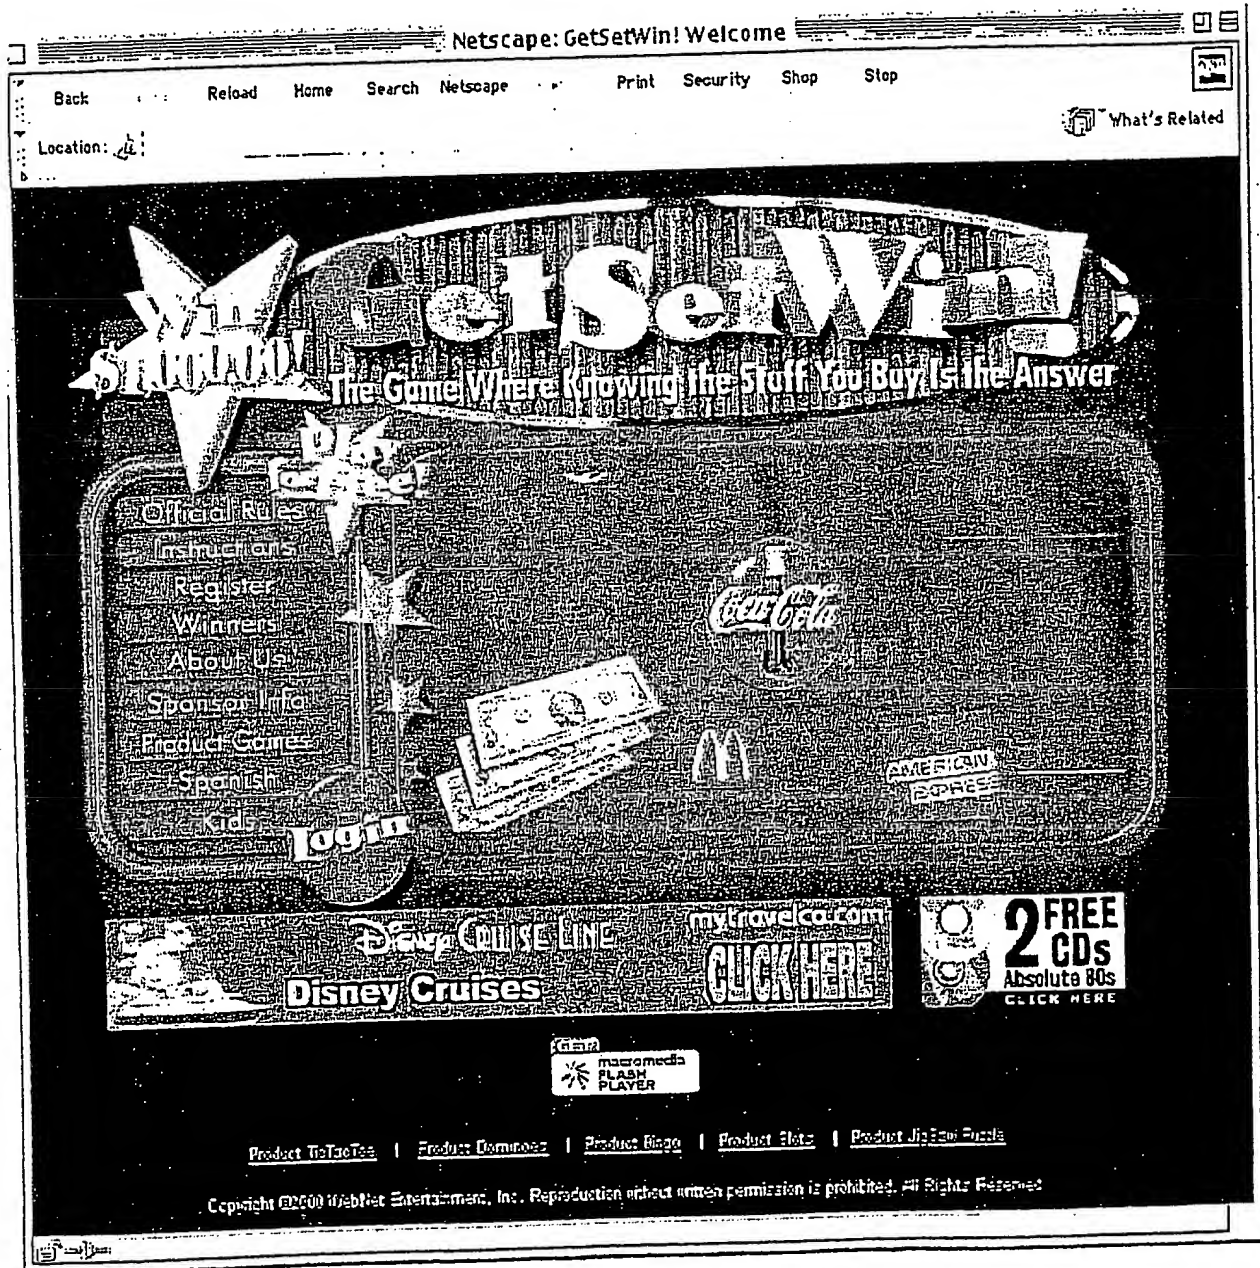 Netscape: GetSetWin! Welcome
Back Reload Home Search Netscape Print Security Shop Stop
What's Related
Location:
Win
GetSetWin!
The Game Where Knowing the Stuff You Buy Is the Answer
Play
Official Rules
Instructions
Register
Winners
About Us
Sponsor Info
Product Games
Spanish
Kids
Login
Coca-Cola
AMERICAN
EXPRESS
Disney CRUISE LINE
Disney Cruises
mytravelco.com
CLICK HERE
2 FREE
CDs
Absolute 80s
CLICK HERE
macromedia
FLASH
PLAYER
Product TicTacToe | Product Dominoes | Product Bingo | Product Slots | Product JigSaw Puzzle
Copyright ©2000 WebNet Entertainment, Inc. Reproduction without written permission is prohibited. All Rights Reserved